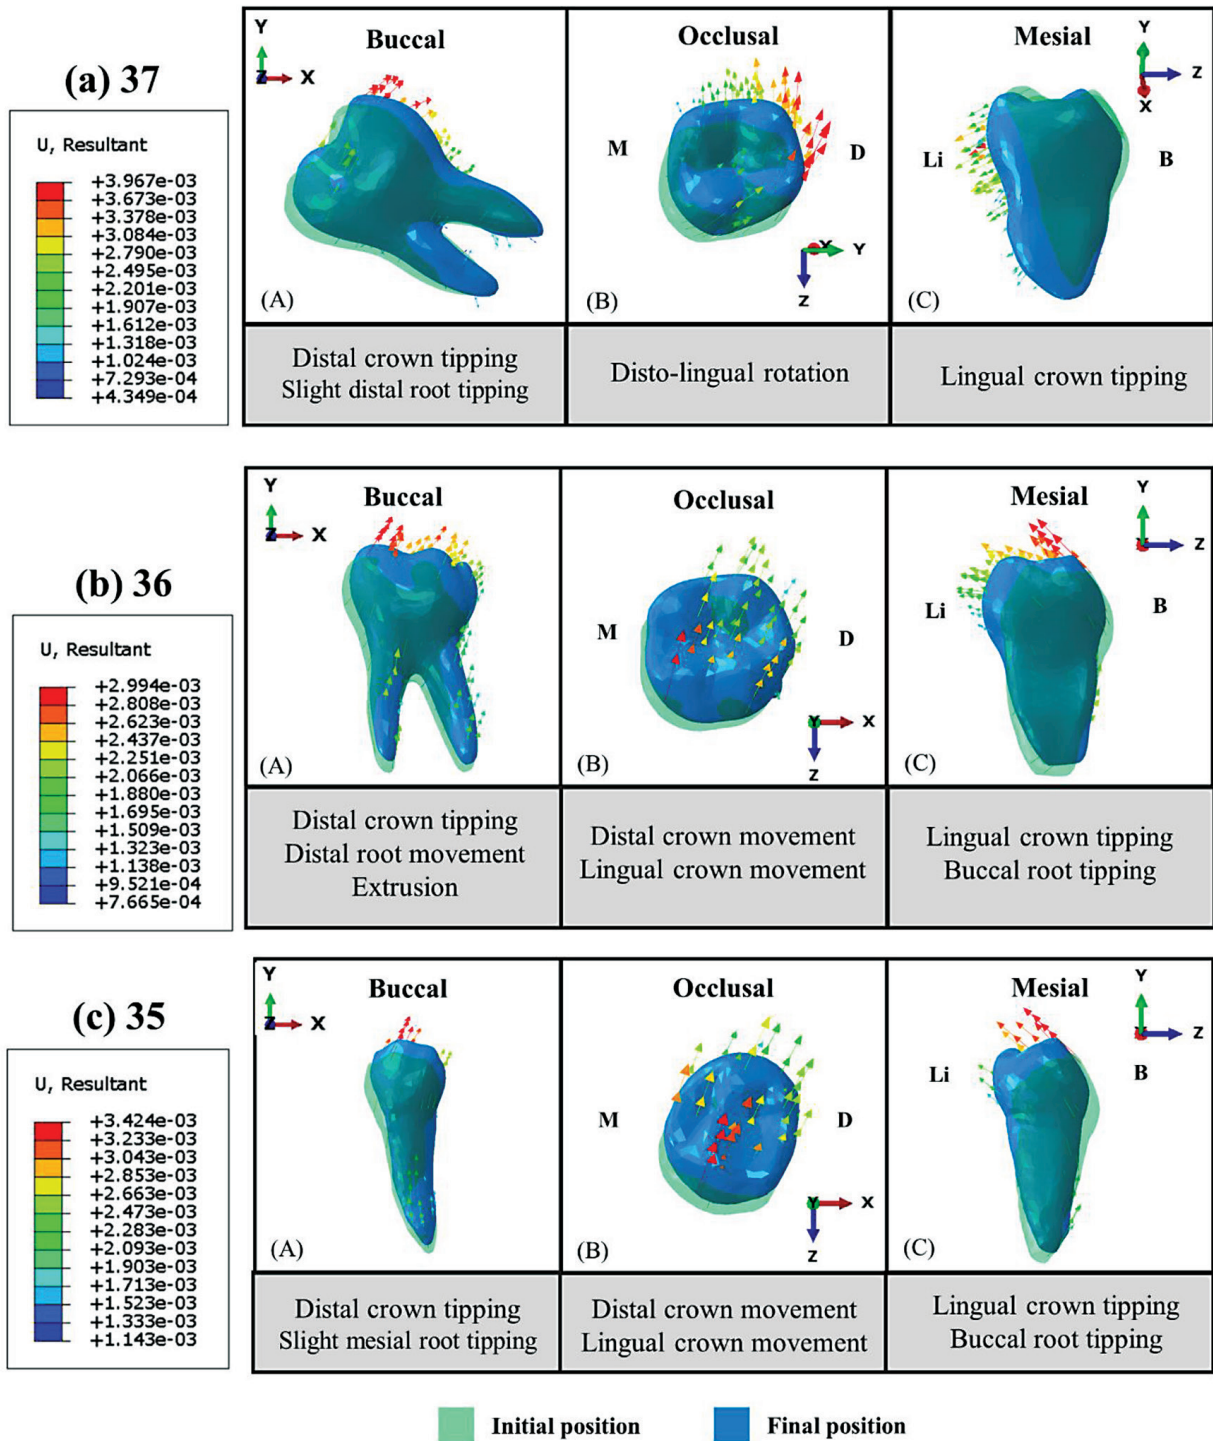 (a) 37
U, Resultant
+3.967e-03
+3.673e-03
+3.378e-03
+3.084e-03
+2.790e-03
+2.495e-03
+2.201e-03
+1.907e-03
+1.612e-03
+1.318e-03
+1.024e-03
+7.293e-04
+4.349e-04
Buccal
Y
Z X
(A)
Distal crown tipping
Slight distal root tipping
Occlusal
M D
X Y
Z
(B)
Disto-lingual rotation
Mesial
Y
Z
X
Li B
(C)
Lingual crown tipping
(b) 36
U, Resultant
+2.994e-03
+2.808e-03
+2.623e-03
+2.437e-03
+2.251e-03
+2.066e-03
+1.880e-03
+1.695e-03
+1.509e-03
+1.323e-03
+1.138e-03
+9.521e-04
+7.665e-04
Buccal
Y
Z X
(A)
Distal crown tipping
Distal root movement
Extrusion
Occlusal
M D
Y X
Z
(B)
Distal crown movement
Lingual crown movement
Mesial
Y
Z
Li B
(C)
Lingual crown tipping
Buccal root tipping
(c) 35
U, Resultant
+3.424e-03
+3.233e-03
+3.043e-03
+2.853e-03
+2.663e-03
+2.473e-03
+2.283e-03
+2.093e-03
+1.903e-03
+1.713e-03
+1.523e-03
+1.333e-03
+1.143e-03
Buccal
Y
Z X
(A)
Distal crown tipping
Slight mesial root tipping
Occlusal
M D
Y X
Z
(B)
Distal crown movement
Lingual crown movement
Mesial
Y
Z
Li B
(C)
Lingual crown tipping
Buccal root tipping
Initial position
Final position